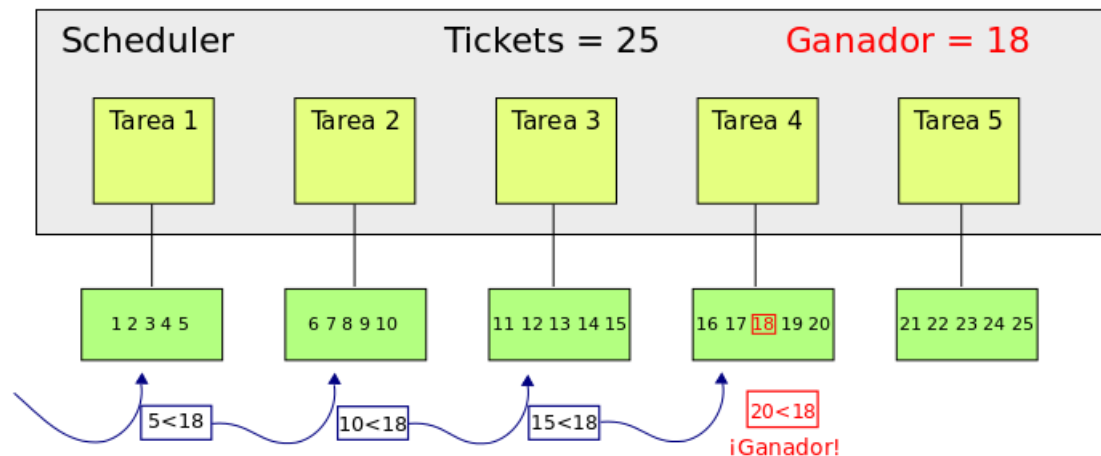 Scheduler Tickets = 25 Ganador = 18
Tarea 1 Tarea 2 Tarea 3 Tarea 4 Tarea 5
1 2 3 4 5 6 7 8 9 10 11 12 13 14 15 16 17 18 19 20 21 22 23 24 25
5<18 10<18 15<18 20<18
¡Ganador!